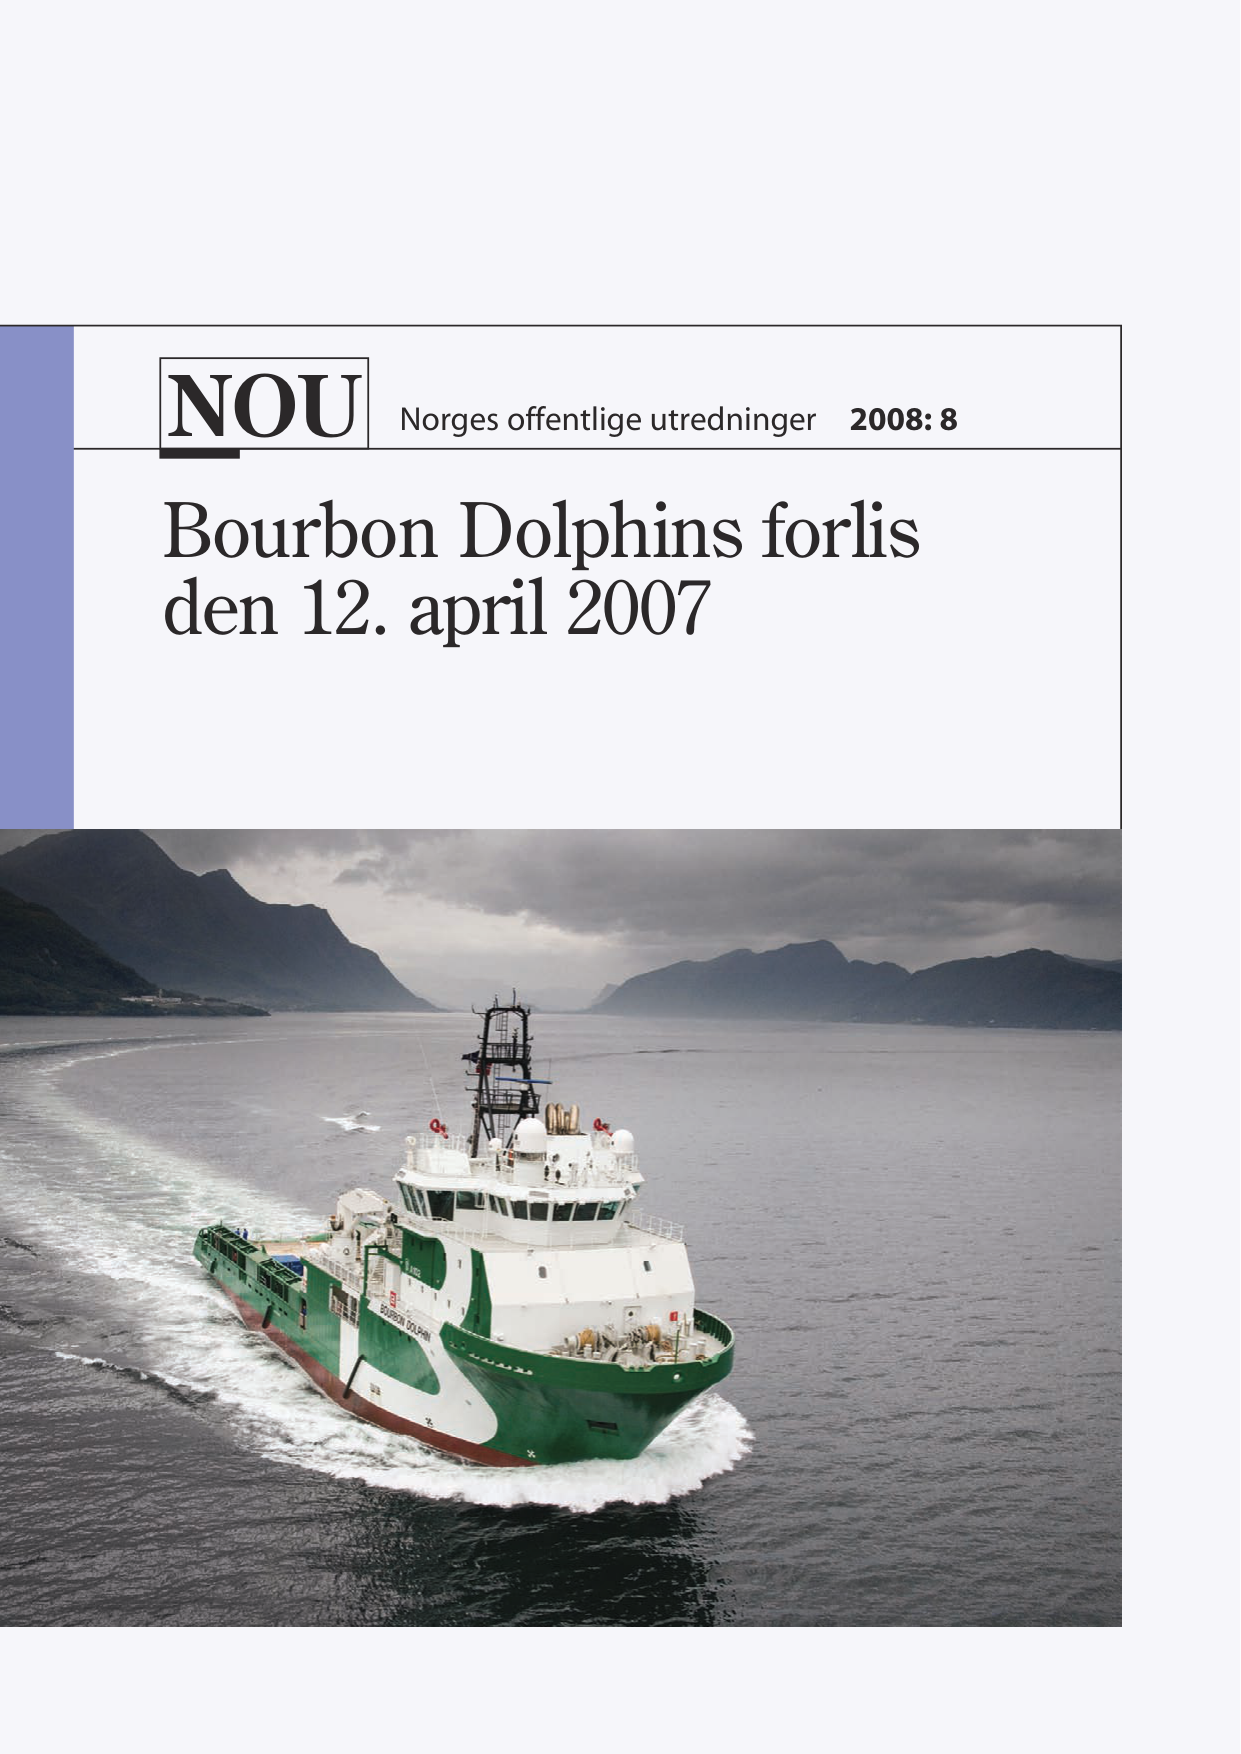 NOU
Norges offentlige utredninger 2008: 8
Bourbon Dolphins forlis
den 12. april 2007
BOURBON DOLPHIN